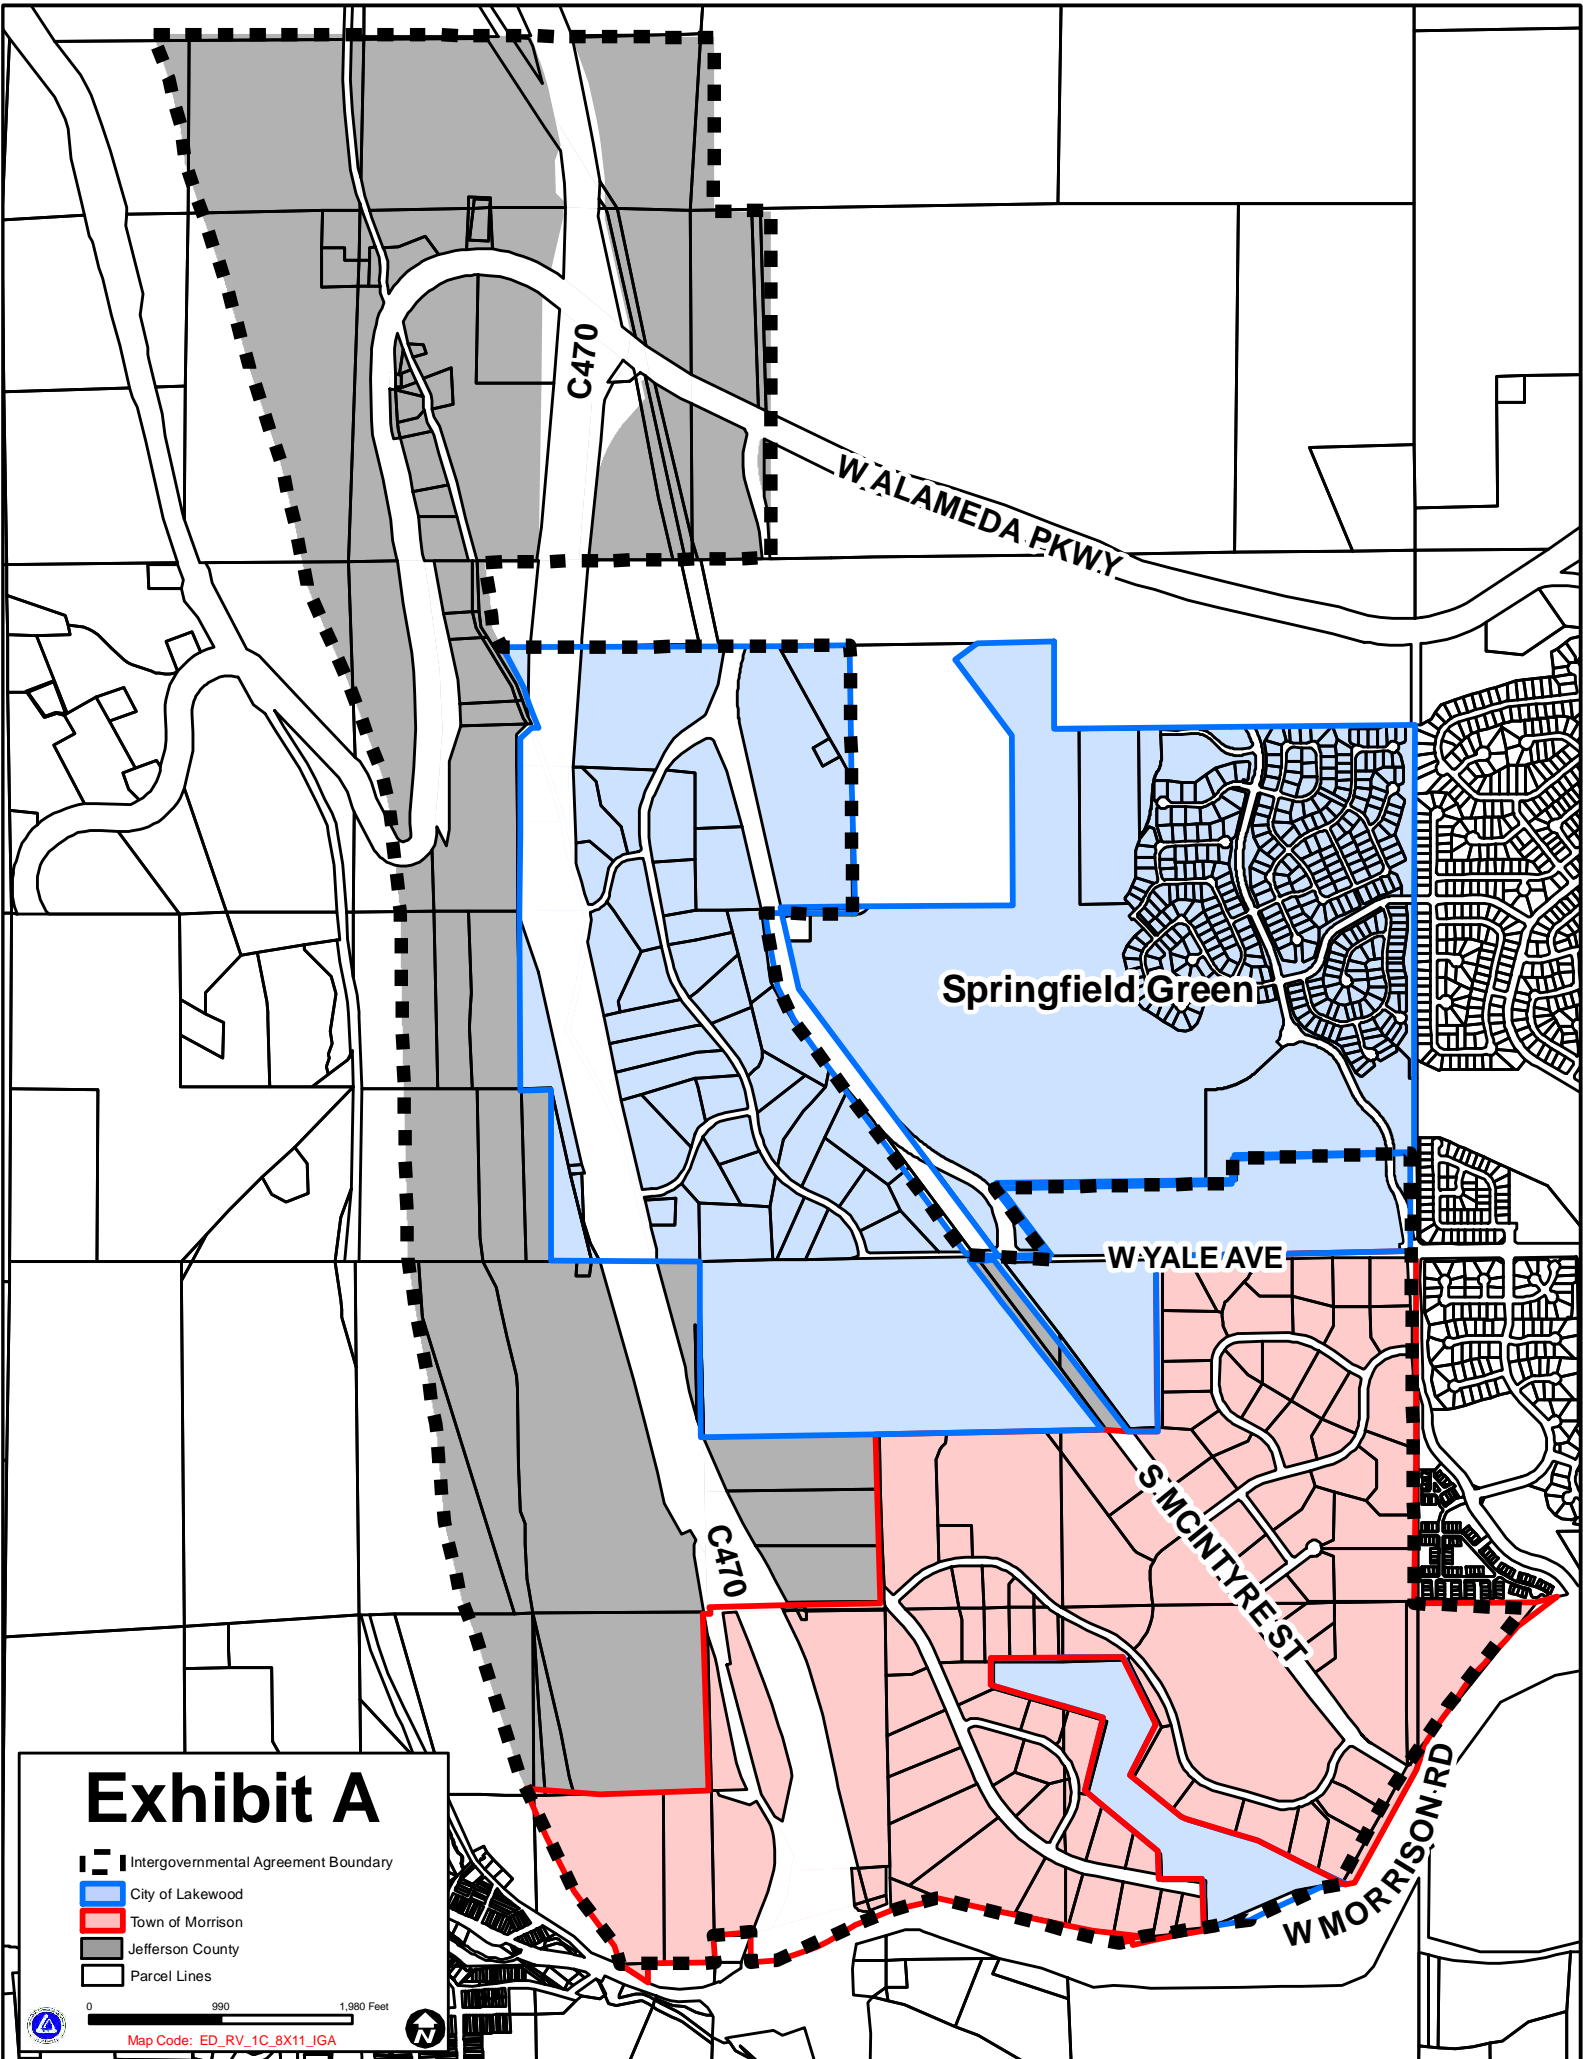 C470
W ALAMEDA PKWY
Springfield Green
W YALE AVE
C470
S MCINTYRE ST
W MORRISON RD
Exhibit A
Intergovernmental Agreement Boundary
City of Lakewood
Town of Morrison
Jefferson County
Parcel Lines
0 990 1,980 Feet
N
Map Code: ED_RV_1C_8X11_IGA